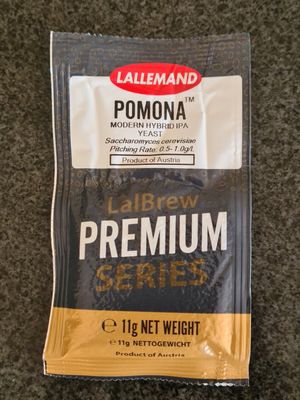 LALLEMAND
POMONA™
MODERN HYBRID IPA
YEAST
Saccharomyces cerevisiae
Pitching Rate: 0.5-1.0g/L
Product of Austria
LalBrew
PREMIUM
SERIES
℮ 11g NET WEIGHT
℮ 11g NETTOGEWICHT
Product of Austria